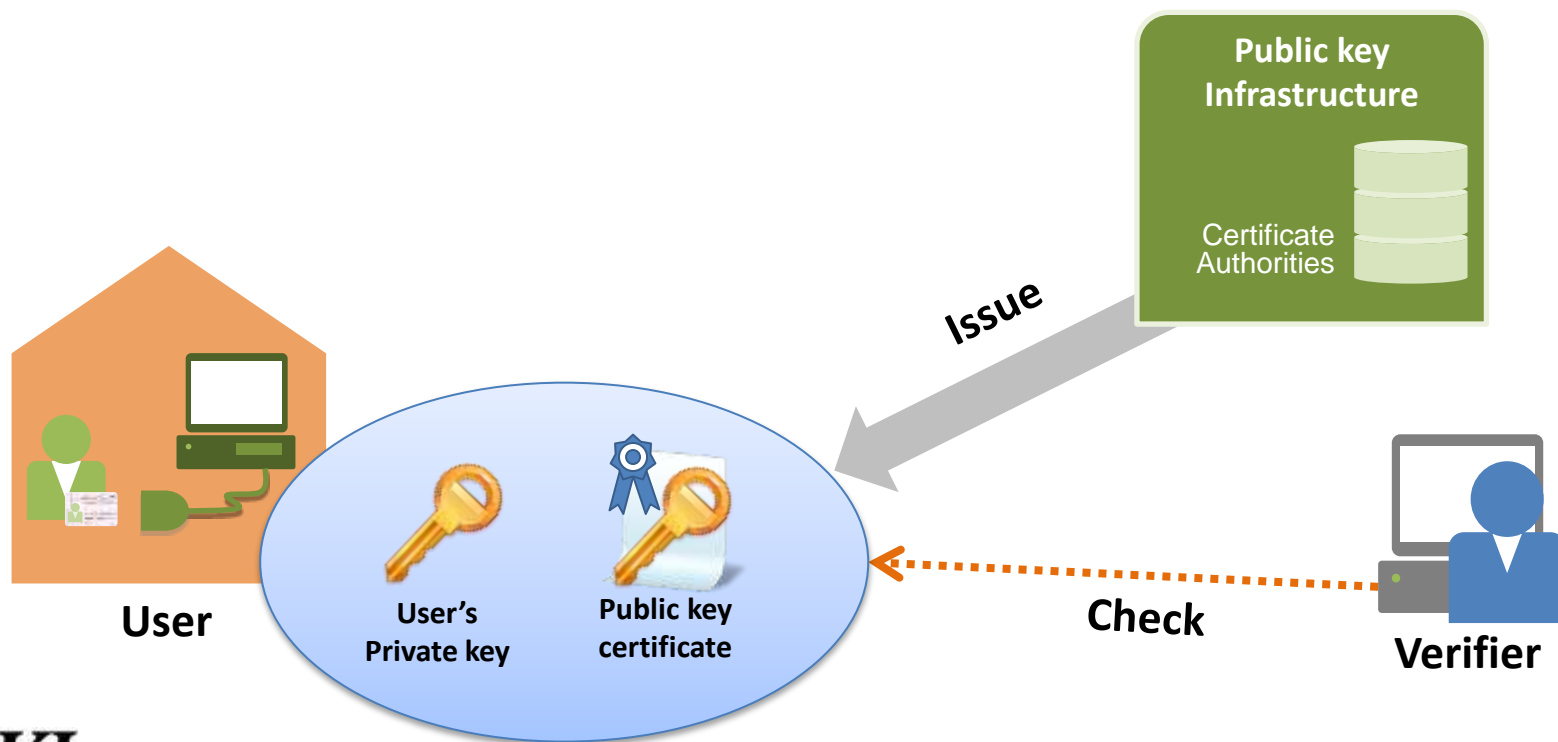 Public key
Infrastructure
Certificate
Authorities
Issue
User
User's
Private key
Public key
certificate
Check
Verifier